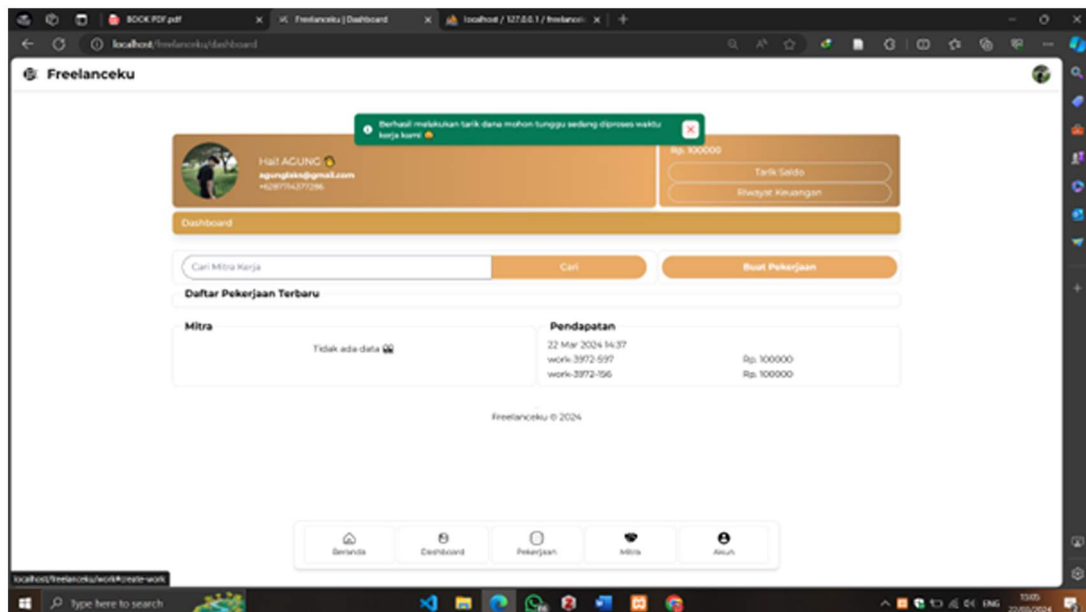 BOOK PDF.pdf
Freelanceku | Dashboard
localhost / 127.0.0.1 /
localhost/freelanceku/dashboard
Freelanceku
Berhasil melakukan tarik dana mohon tunggu sedang diproses waktu
kerja kami
Hai! AGUNG
+6287114377286
Rp. 100000
Tarik Saldo
Riwayat Keuangan
Dashboard
Cari Mitra Kerja
Cari
Buat Pekerjaan
Daftar Pekerjaan Terbaru
Mitra
Tidak ada data
Pendapatan
22 Mar 2024 14:37
work-3972-597 Rp. 100000
work-3972-156 Rp. 100000
Freelanceku © 2024
Beranda
Dashboard
Pekerjaan
Mitra
Akun
localhost/freelanceku/work#create-work
Type here to search
ENG
15:05